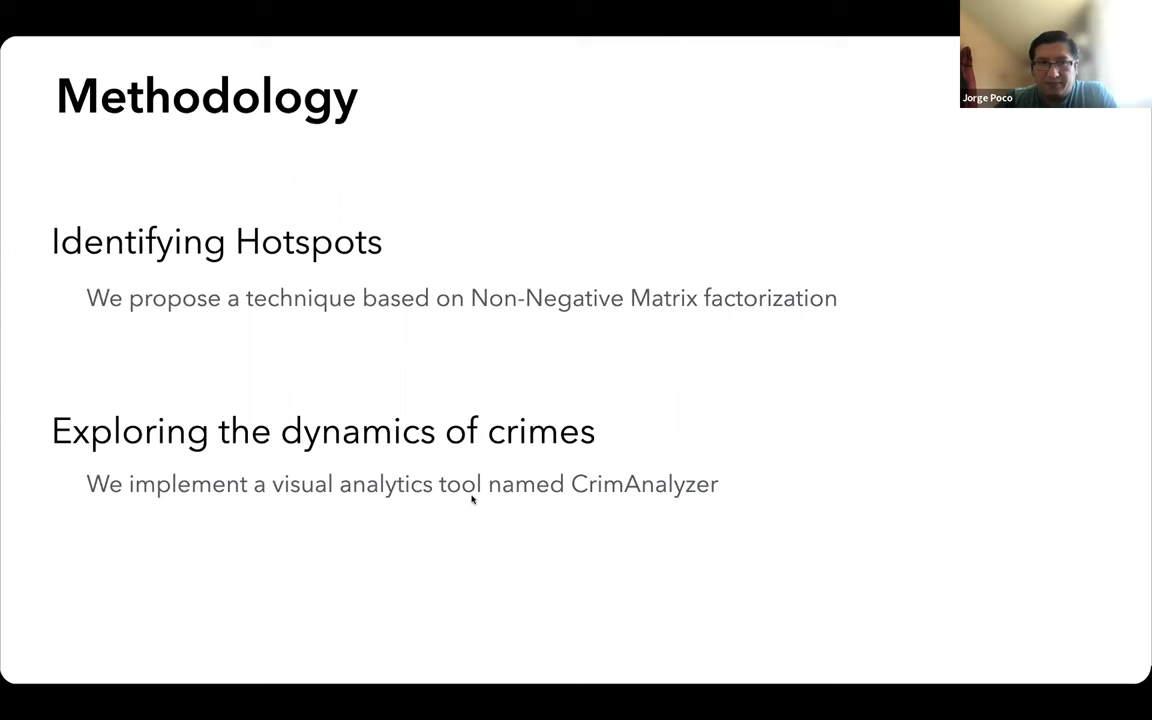 Methodology
Jorge Poco
Identifying Hotspots
We propose a technique based on Non-Negative Matrix factorization
Exploring the dynamics of crimes
We implement a visual analytics tool named CrimAnalyzer